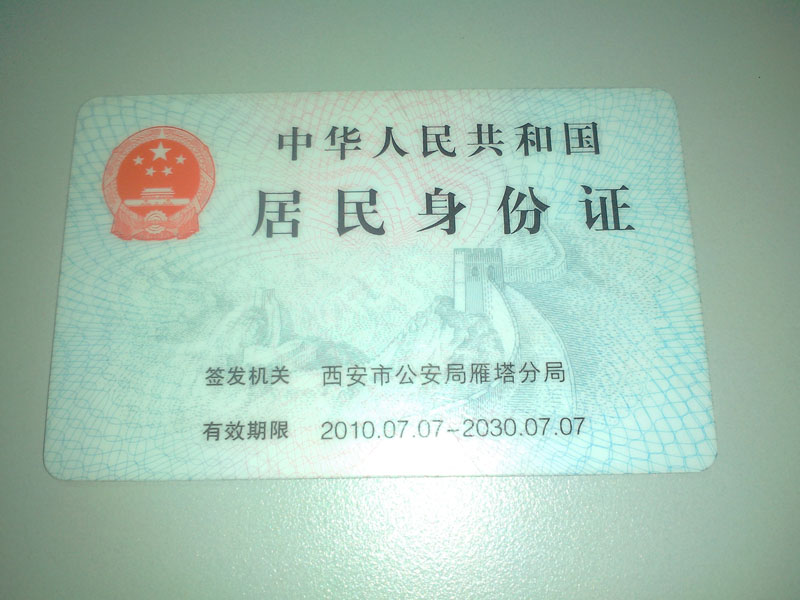 中华人民共和国
居民身份证
签发机关 西安市公安局雁塔分局
有效期限 2010.07.07-2030.07.07